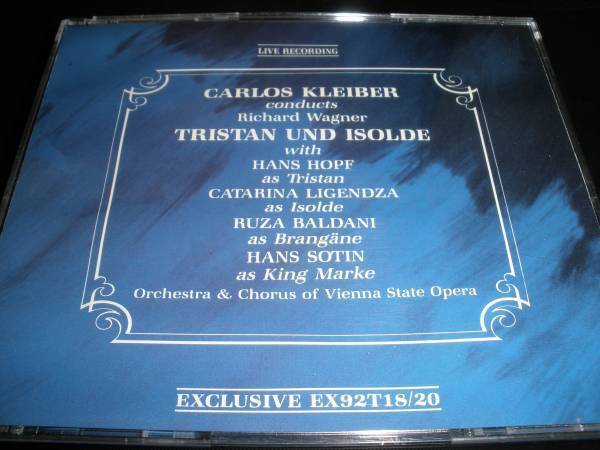 LIVE RECORDING
CARLOS KLEIBER
conducts
Richard Wagner
TRISTAN UND ISOLDE
with
HANS HOPF
as Tristan
CATARINA LIGENDZA
as Isolde
RUZA BALDANI
as Brangäne
HANS SOTIN
as King Marke
Orchestra & Chorus of Vienna State Opera
EXCLUSIVE EX92T18/20